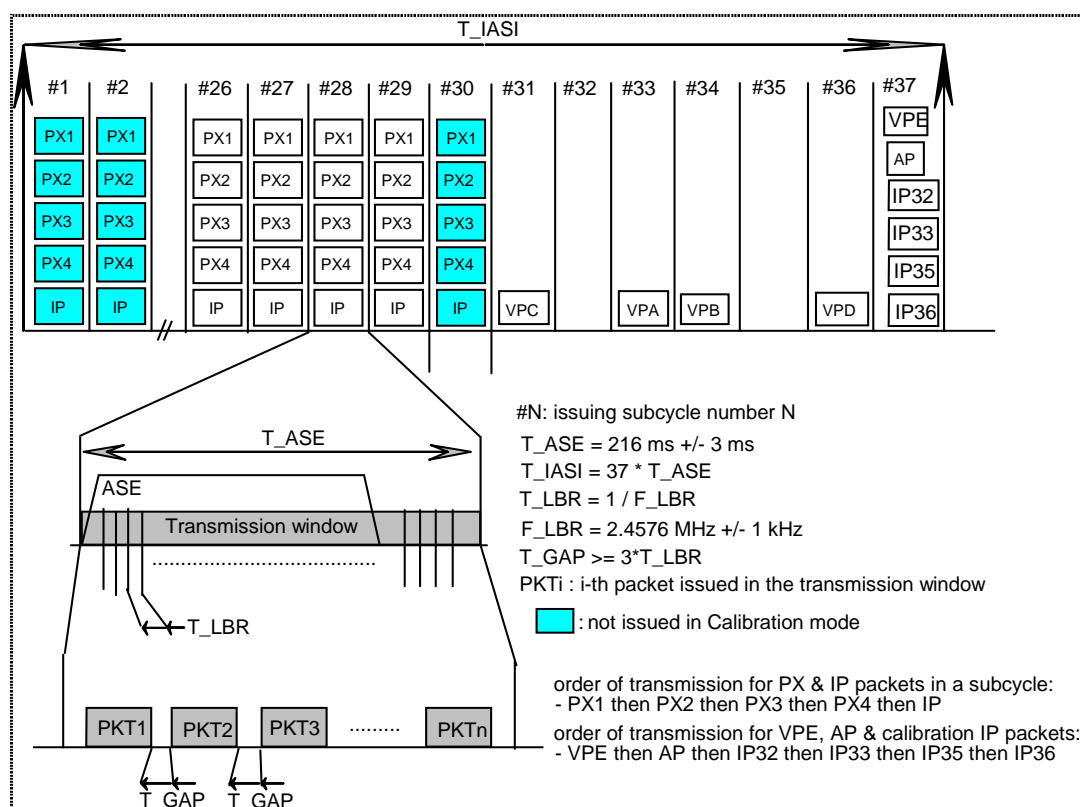 T_IASI
#1 #2 #26 #27 #28 #29 #30 #31 #32 #33 #34 #35 #36 #37
PX1 PX1 PX1 PX1 PX1 PX1 PX1 VPE
PX2 PX2 PX2 PX2 PX2 PX2 PX2 AP
PX3 PX3 PX3 PX3 PX3 PX3 PX3 IP32
PX4 PX4 PX4 PX4 PX4 PX4 PX4 IP33
IP35
IP IP IP IP IP IP IP VPC VPA VPB VPD IP36
//
#N: issuing subcycle number N
T_ASE = 216 ms +/- 3 ms
T_IASI = 37 * T_ASE
T_LBR = 1 / F_LBR
F_LBR = 2.4576 MHz +/- 1 kHz
T_GAP >= 3*T_LBR
PKTi : i-th packet issued in the transmission window
: not issued in Calibration mode
T_ASE
ASE
Transmission window
.......................................
T_LBR
order of transmission for PX & IP packets in a subcycle:
- PX1 then PX2 then PX3 then PX4 then IP
order of transmission for VPE, AP & calibration IP packets:
- VPE then AP then IP32 then IP33 then IP35 then IP36
PKT1 PKT2 PKT3 ......... PKTn
T_GAP T_GAP